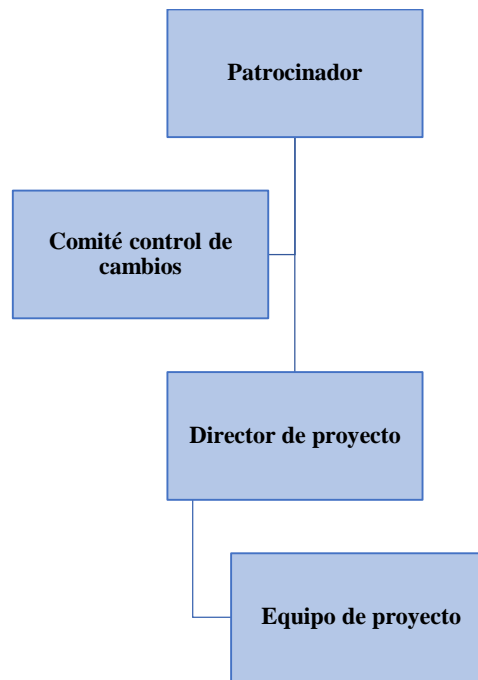 Patrocinador
Comité control de
cambios
Director de proyecto
Equipo de proyecto